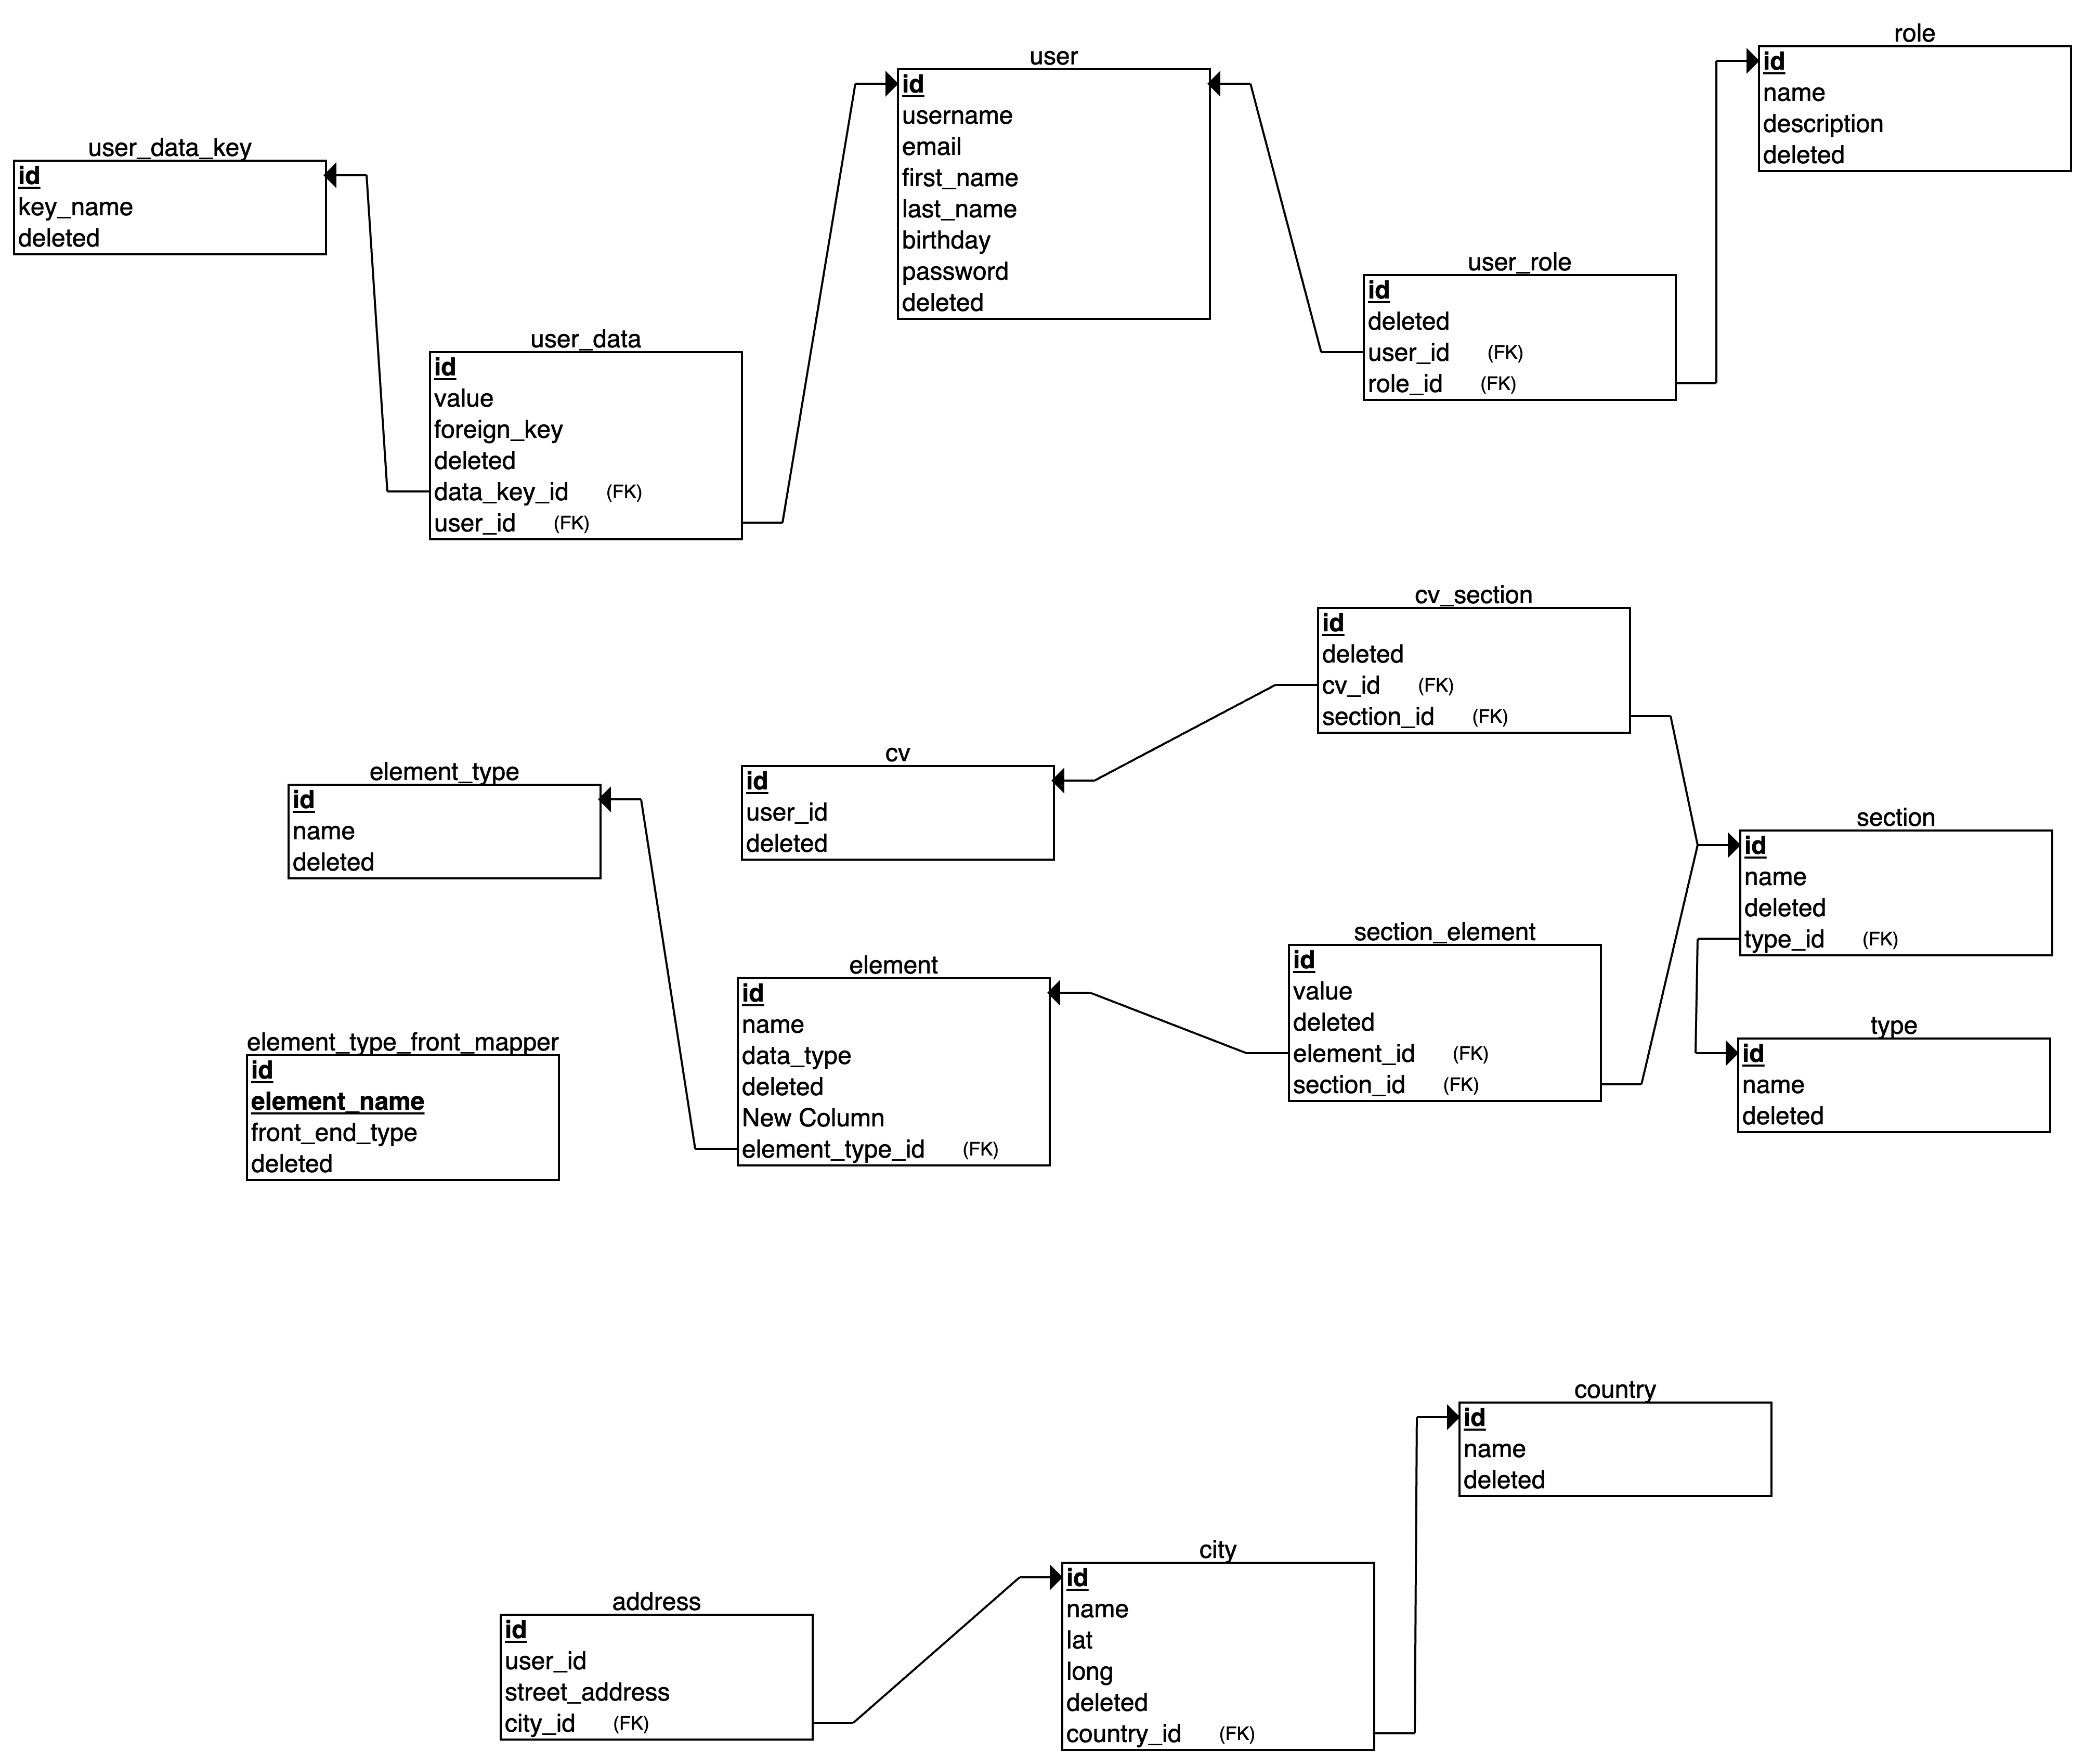 role
id
name
description
deleted
user
id
username
email
first_name
last_name
birthday
password
deleted
user_data_key
id
key_name
deleted
user_role
id
deleted
user_id (FK)
role_id (FK)
user_data
id
value
foreign_key
deleted
data_key_id (FK)
user_id (FK)
cv_section
id
deleted
cv_id (FK)
section_id (FK)
cv
id
user_id
deleted
element_type
id
name
deleted
section
id
name
deleted
type_id (FK)
section_element
id
value
deleted
element_id (FK)
section_id (FK)
element
id
name
data_type
deleted
New Column
element_type_id (FK)
type
id
name
deleted
element_type_front_mapper
id
element_name
front_end_type
deleted
country
id
name
deleted
city
id
name
lat
long
deleted
country_id (FK)
address
id
user_id
street_address
city_id (FK)